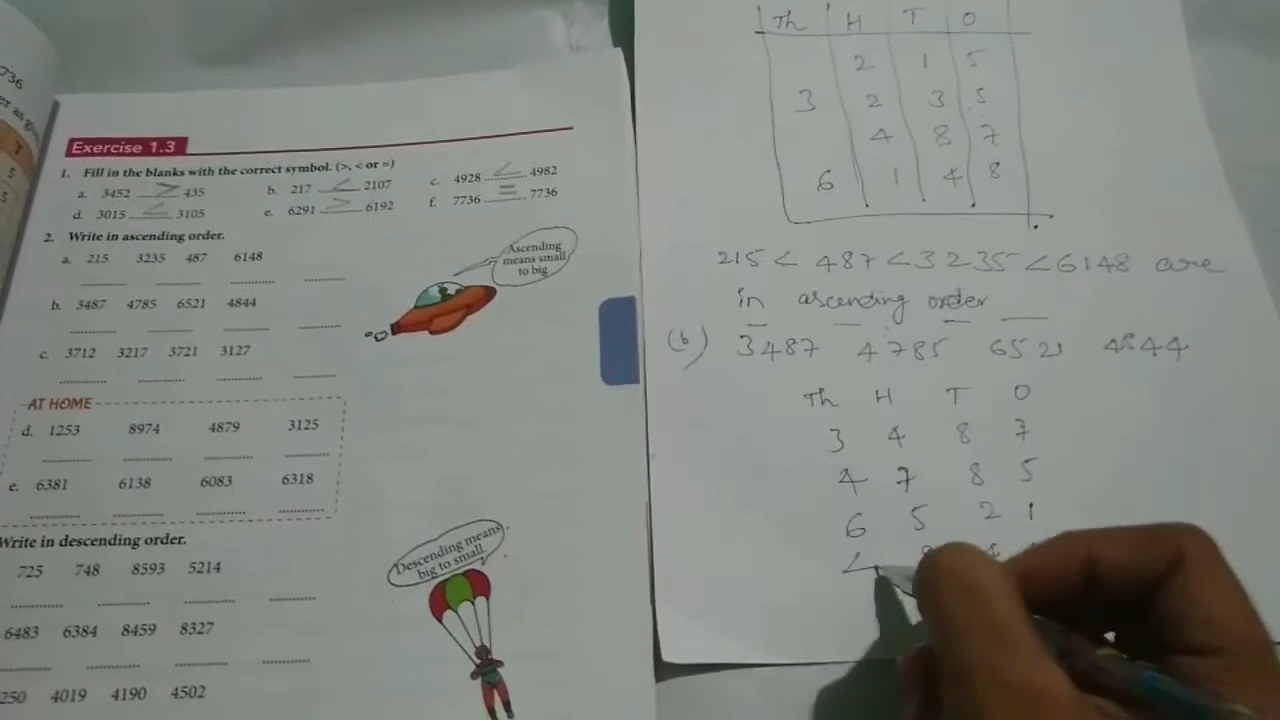 736
er as
T
S
S
Exercise 1.3
1. Fill in the blanks with the correct symbol. (>, < or =)
a. 3452 ....>.... 435 b. 217 ....<.... 2107 c. 4928 ....<.... 4982
d. 3015 ....<.... 3105 e. 6291 ....>.... 6192 f. 7736 ....=.... 7736
2. Write in ascending order.
a. 215 3235 487 6148
b. 3487 4785 6521 4844
c. 3712 3217 3721 3127
AT HOME
d. 1253 8974 4879 3125
e. 6381 6138 6083 6318
Write in descending order.
725 748 8593 5214
6483 6384 8459 8327
250 4019 4190 4502
Ascending
means small
to big
Descending means
big to small.
Th H T O
2 1 5
3 2 3 5
4 8 7
6 1 4 8
215 < 487 < 3235 < 6148 are
in ascending order
(b) 3487 4785 6521 4844
Th H T O
3 4 8 7
4 7 8 5
6 5 2 1